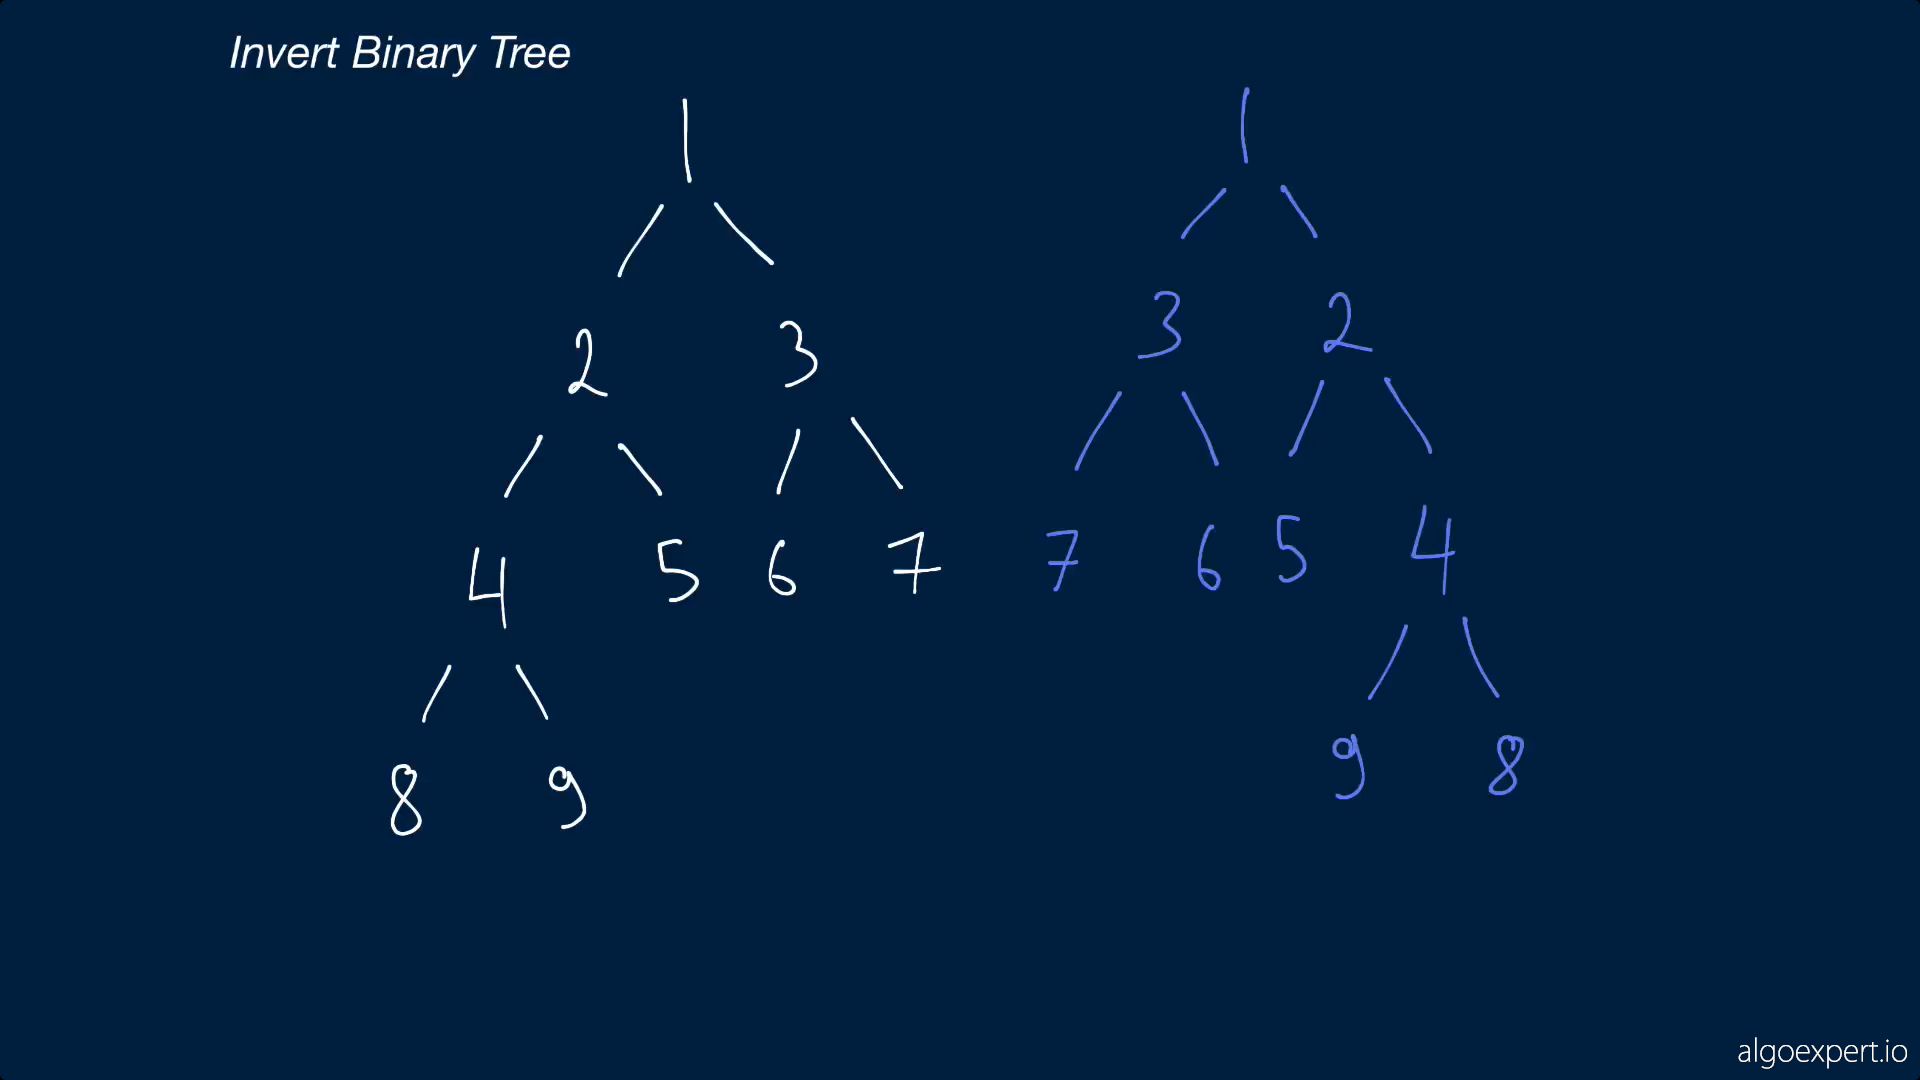 Invert Binary Tree
1 1
2 3 3 2
4 5 6 7 7 6 5 4
8 9 9 8
algoexpert.io